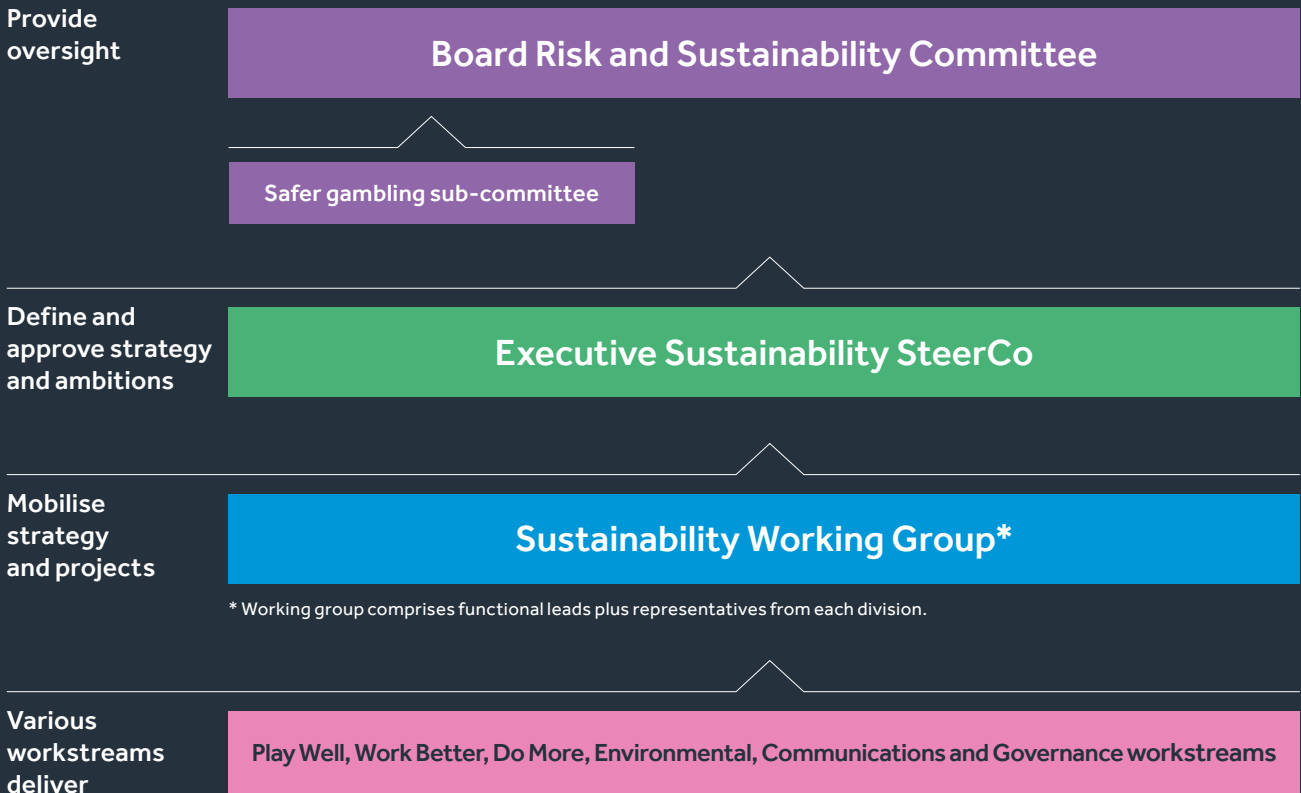 Provide
oversight
Board Risk and Sustainability Committee
Safer gambling sub-committee
Define and
approve strategy
and ambitions
Executive Sustainability SteerCo
Mobilise
strategy
and projects
Sustainability Working Group*
* Working group comprises functional leads plus representatives from each division.
Various
workstreams
deliver
Play Well, Work Better, Do More, Environmental, Communications and Governance workstreams